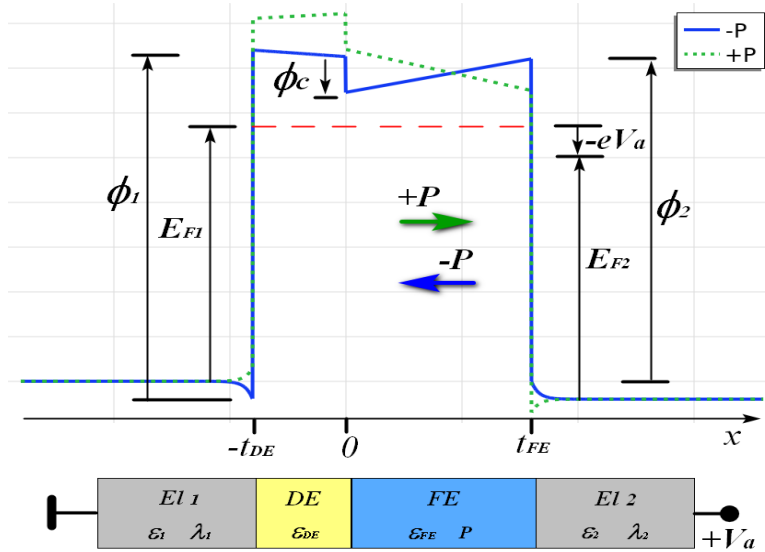 -P
+P
ϕc
-eVa
ϕ1
EF1
+P
-P
ϕ2
EF2
-tDE
0
tFE
x
El 1
DE
FE
El 2
ε1 λ1
εDE
εFE P
ε2 λ2
+Va